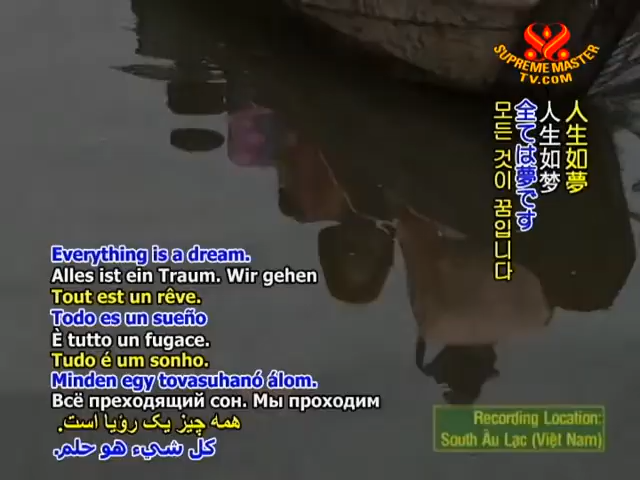 SUPREME MASTER
TV.COM
人生如夢
人生如梦
全ては夢です
모든 것이 꿈입니다
Everything is a dream.
Alles ist ein Traum. Wir gehen
Tout est un rêve.
Todo es un sueño
È tutto un fugace.
Tudo é um sonho.
Minden egy tovasuhanó álom.
Всё преходящий сон. Мы проходим
همه چیز یک رؤیا است.
كل شيء هو حلم.
Recording Location:
South Âu Lạc (Việt Nam)